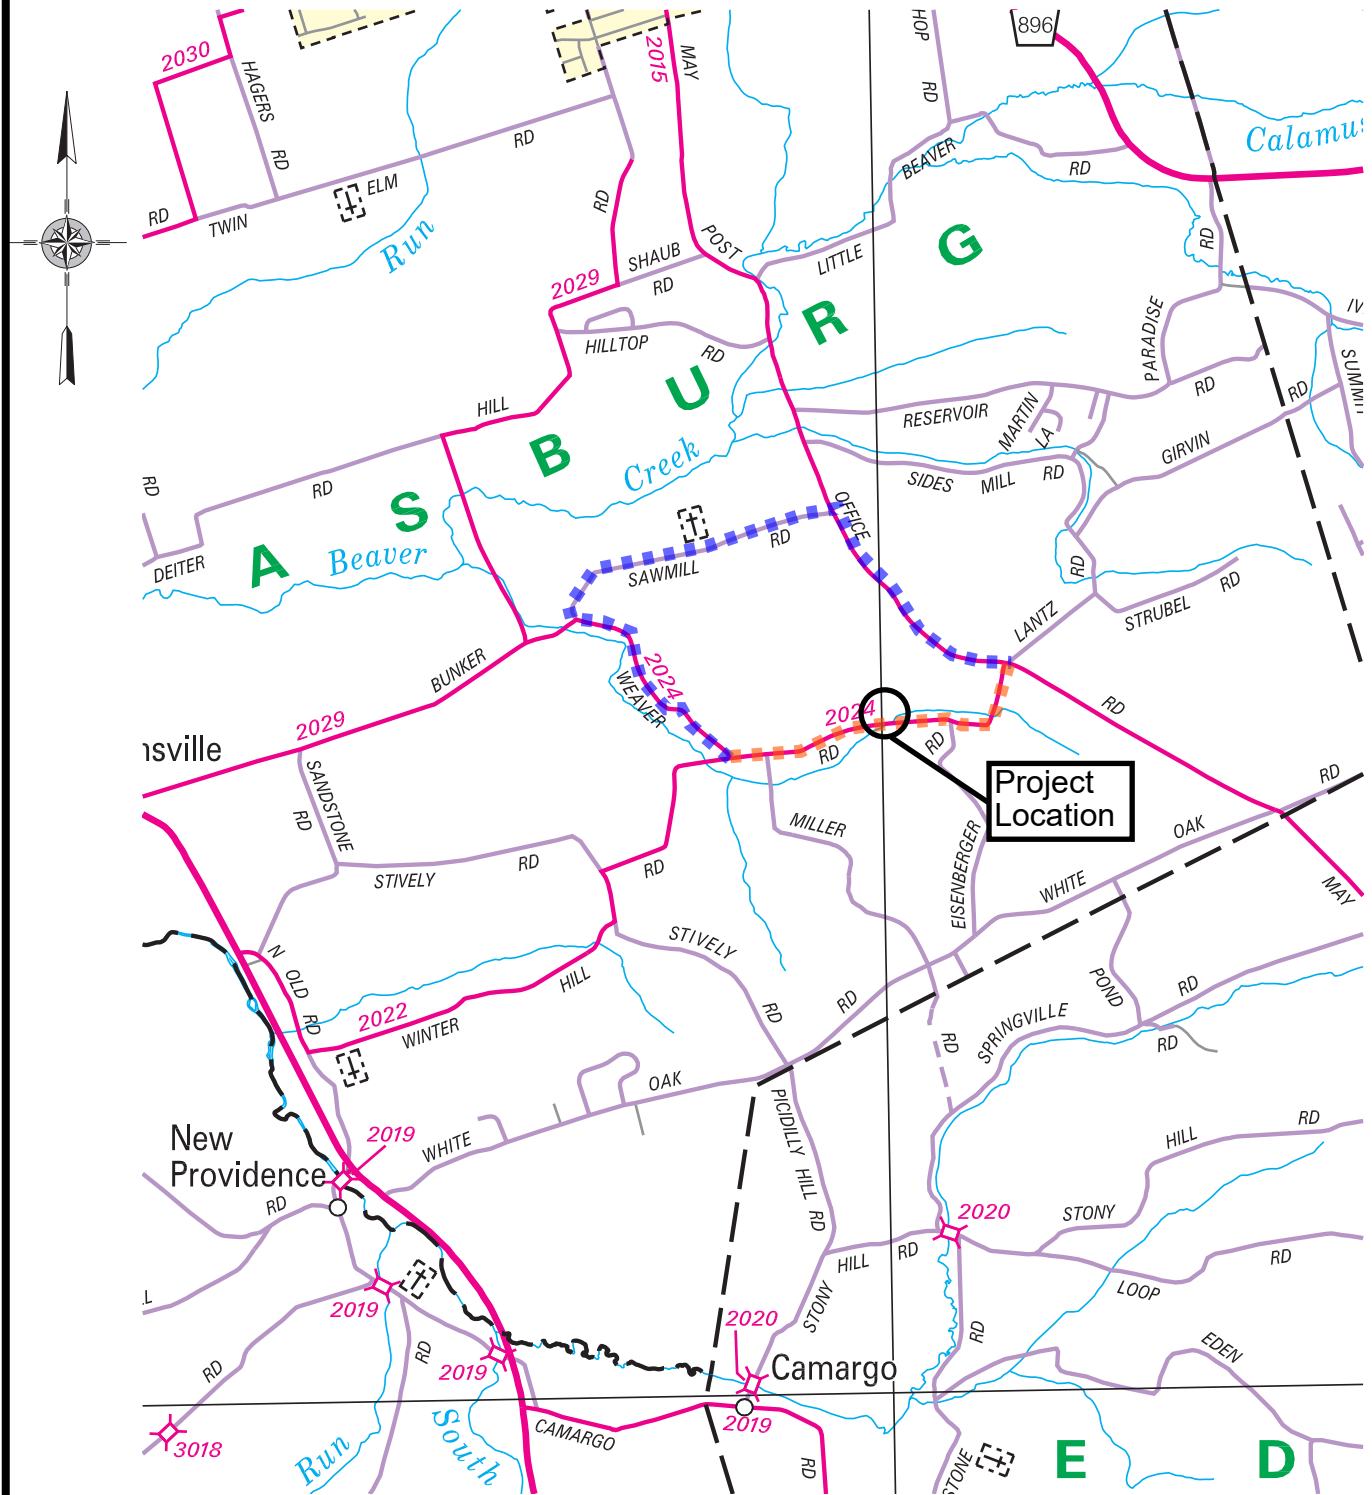 2030
HAGERS
RD
2015
MAY
HOP
RD
896
Calamus
RD
TWIN
ELM
RD
Run
RD
SHAUB
RD
POST
2029
HILLTOP
RD
LITTLE
BEAVER
RD
RD
PARADISE
RD
RD
IV
SUMMIT
A S B U R G
HILL
Creek
RESERVOIR
MARTIN
LA
GIRVIN
SIDES
MILL
RD
RD
RD
DEITER
Beaver
OFFICE
SAWMILL
RD
RD
LANTZ
STRUBEL
RD
BUNKER
2024
WEAVER
2029
nsville
2024
RD
RD
RD
Project
Location
RD
SANDSTONE
RD
STIVELY
RD
RD
MILLER
EISENBERGER
WHITE
OAK
MAY
N
OLD
RD
STIVELY
RD
HILL
2022
WINTER
RD
RD
POND
RD
SPRINGVILLE
RD
OAK
New
Providence
2019
WHITE
PICIDILLY
HILL
RD
HILL
RD
RD
2020
STONY
HILL
RD
RD
LOOP
L
2019
RD
RD
2019
STONY
2020
Camargo
RD
EDEN
3018
Run
South
CAMARGO
2019
RD
STONE
E D